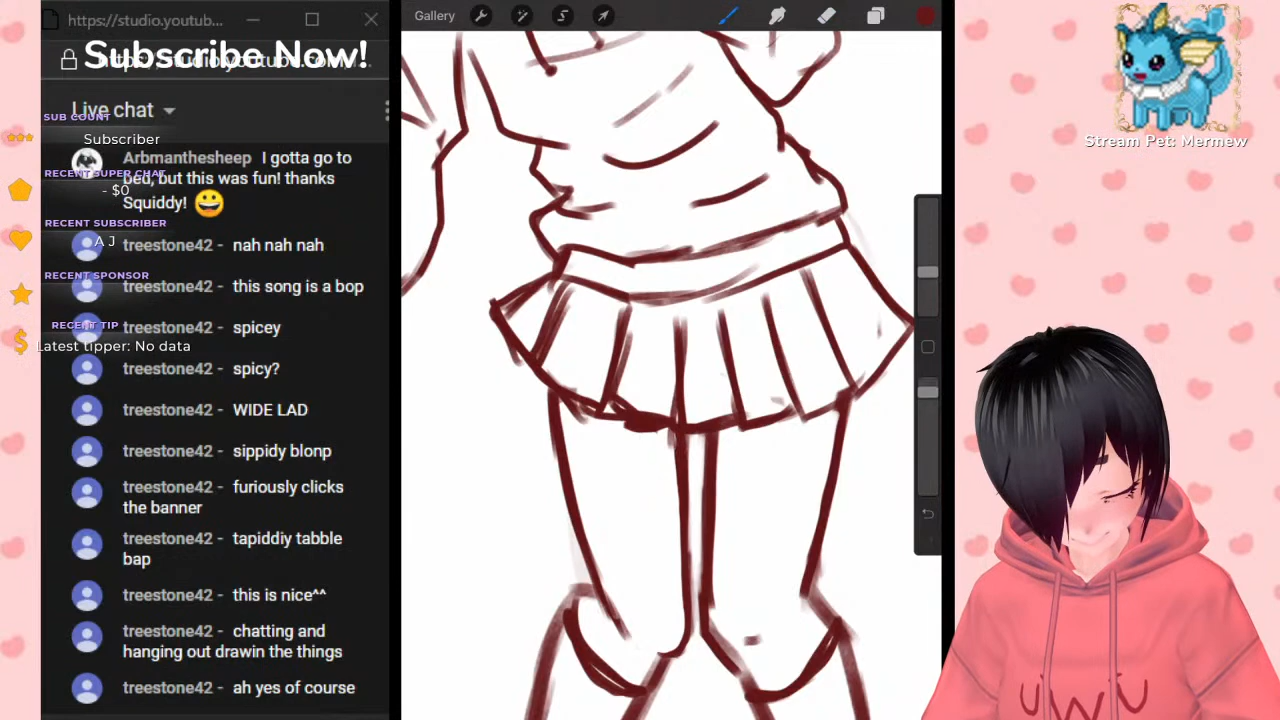 https://studio.youtub...
Subscribe Now!
Live chat
SUB COUNT
Subscriber
Arbmanthesheep I gotta go to
bed, but this was fun! thanks
Squiddy! 😀
RECENT SUPER CHAT
- $0
RECENT SUBSCRIBER
A J
treestone42 - nah nah nah
RECENT SPONSOR
treestone42 - this song is a bop
RECENT TIP
treestone42 - spicey
Latest tipper: No data
treestone42 - spicy?
treestone42 - WIDE LAD
treestone42 - sippidy blonp
treestone42 - furiously clicks
the banner
treestone42 - tapiddiy tabble
bap
treestone42 - this is nice^^
treestone42 - chatting and
hanging out drawin the things
treestone42 - ah yes of course
Gallery
Stream Pet: Mermew
UWU